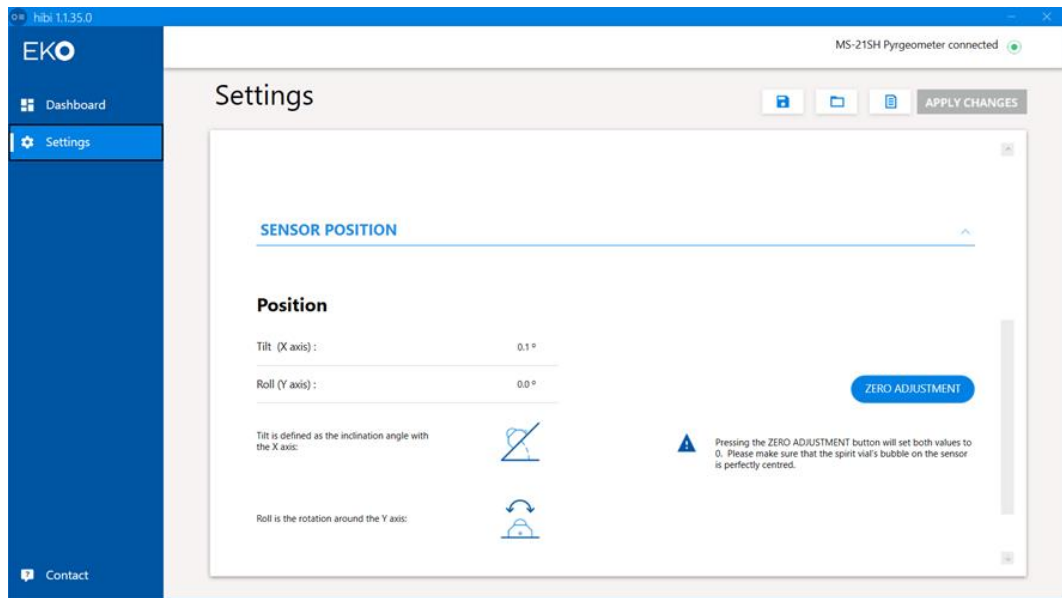 hibi 1.1.35.0
EKO
MS-21SH Pyrgeometer connected
Dashboard
Settings
Settings
APPLY CHANGES
SENSOR POSITION
Position
Tilt (X axis) : 0.1 º
Roll (Y axis) : 0.0 º
ZERO ADJUSTMENT
Tilt is defined as the inclination angle with
the X axis:
Pressing the ZERO ADJUSTMENT button will set both values to
0. Please make sure that the spirit vial's bubble on the sensor
is perfectly centred.
Roll is the rotation around the Y axis:
Contact